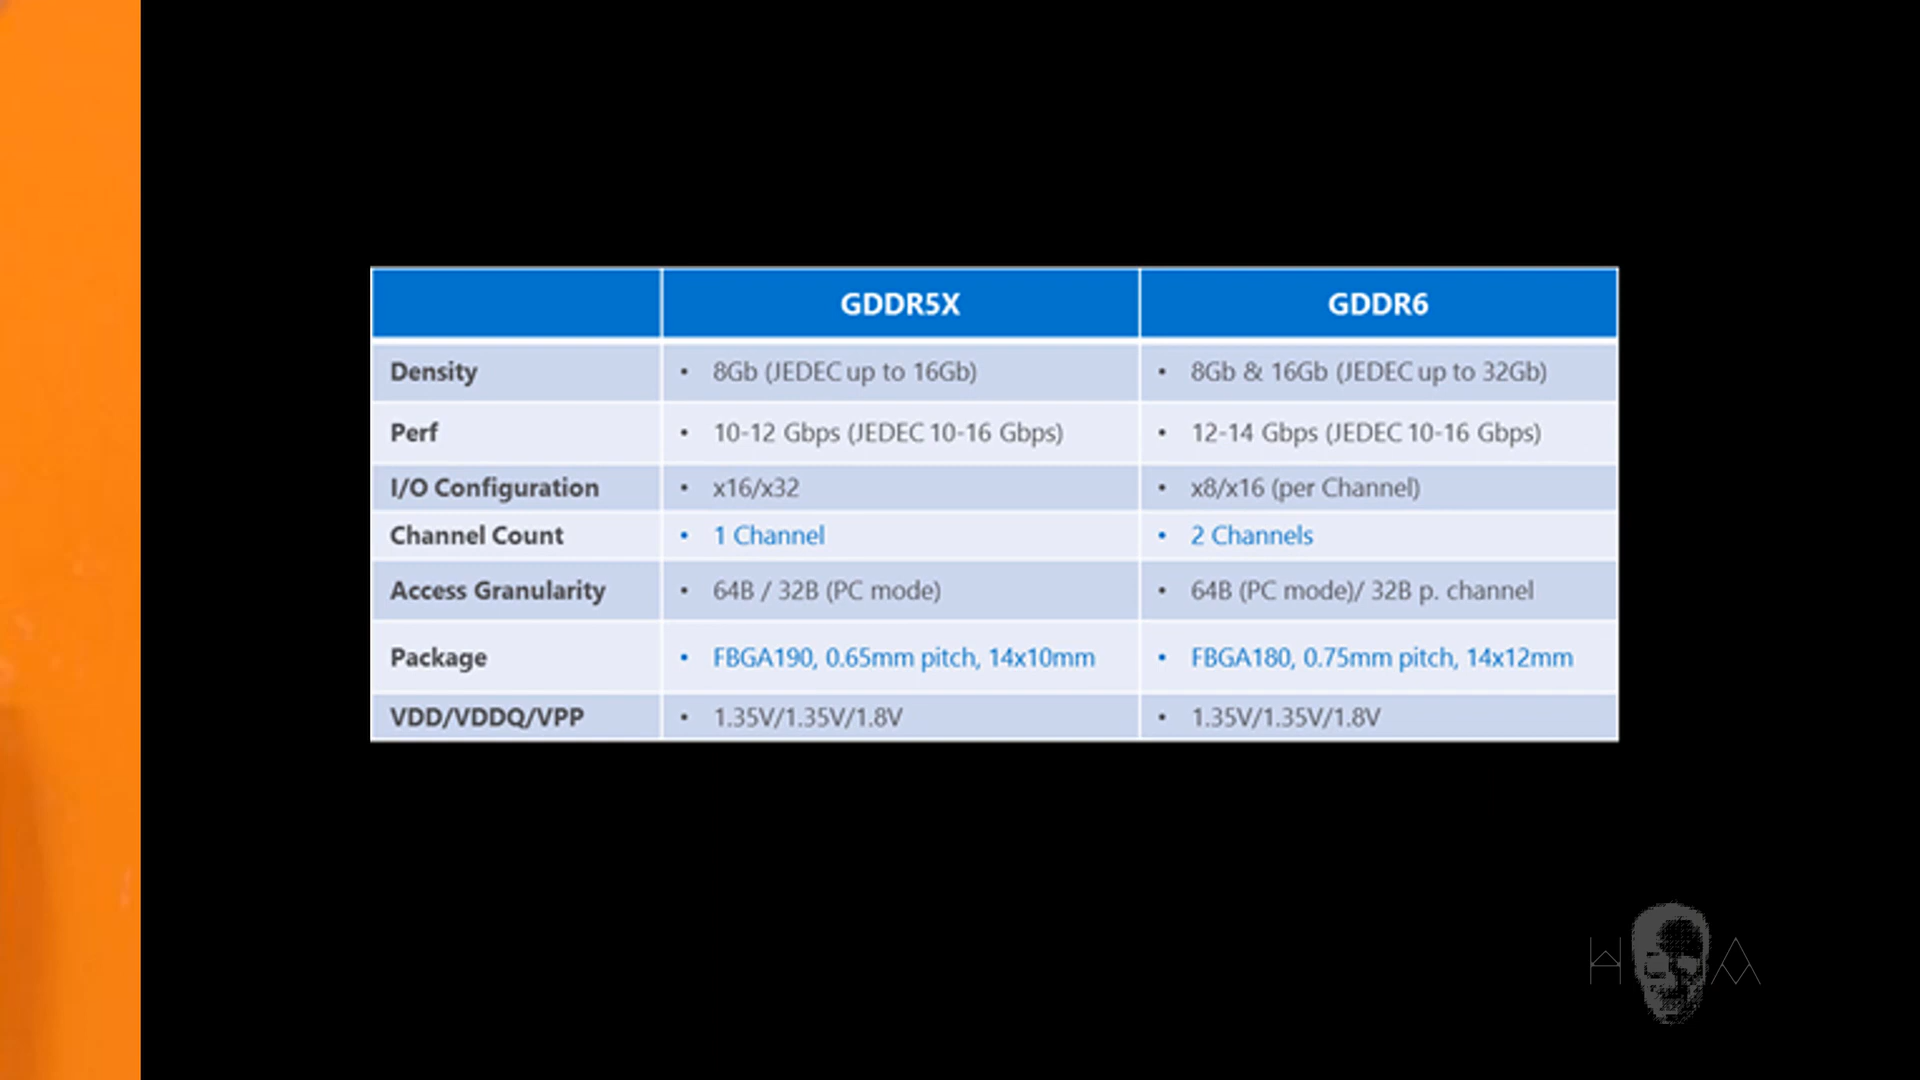 GDDR5X GDDR6
Density • 8Gb (JEDEC up to 16Gb) • 8Gb & 16Gb (JEDEC up to 32Gb)
Perf • 10-12 Gbps (JEDEC 10-16 Gbps) • 12-14 Gbps (JEDEC 10-16 Gbps)
I/O Configuration • x16/x32 • x8/x16 (per Channel)
Channel Count • 1 Channel • 2 Channels
Access Granularity • 64B / 32B (PC mode) • 64B (PC mode)/ 32B p. channel
Package • FBGA190, 0.65mm pitch, 14x10mm • FBGA180, 0.75mm pitch, 14x12mm
VDD/VDDQ/VPP • 1.35V/1.35V/1.8V • 1.35V/1.35V/1.8V